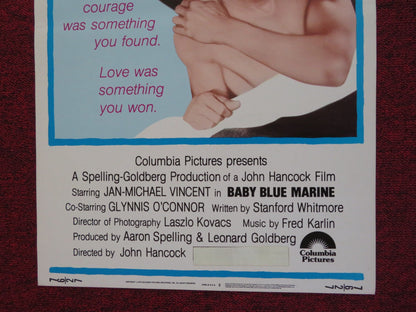 courage
was something
you found.
Love was
something
you won.
Columbia Pictures presents
A Spelling-Goldberg Production of a John Hancock Film
Starring JAN-MICHAEL VINCENT in BABY BLUE MARINE
Co-Starring GLYNNIS O'CONNOR Written by Stanford Whitmore
Director of Photography Laszlo Kovacs Music by Fred Karlin
Produced by Aaron Spelling & Leonard Goldberg
Directed by John Hancock
Columbia
Pictures